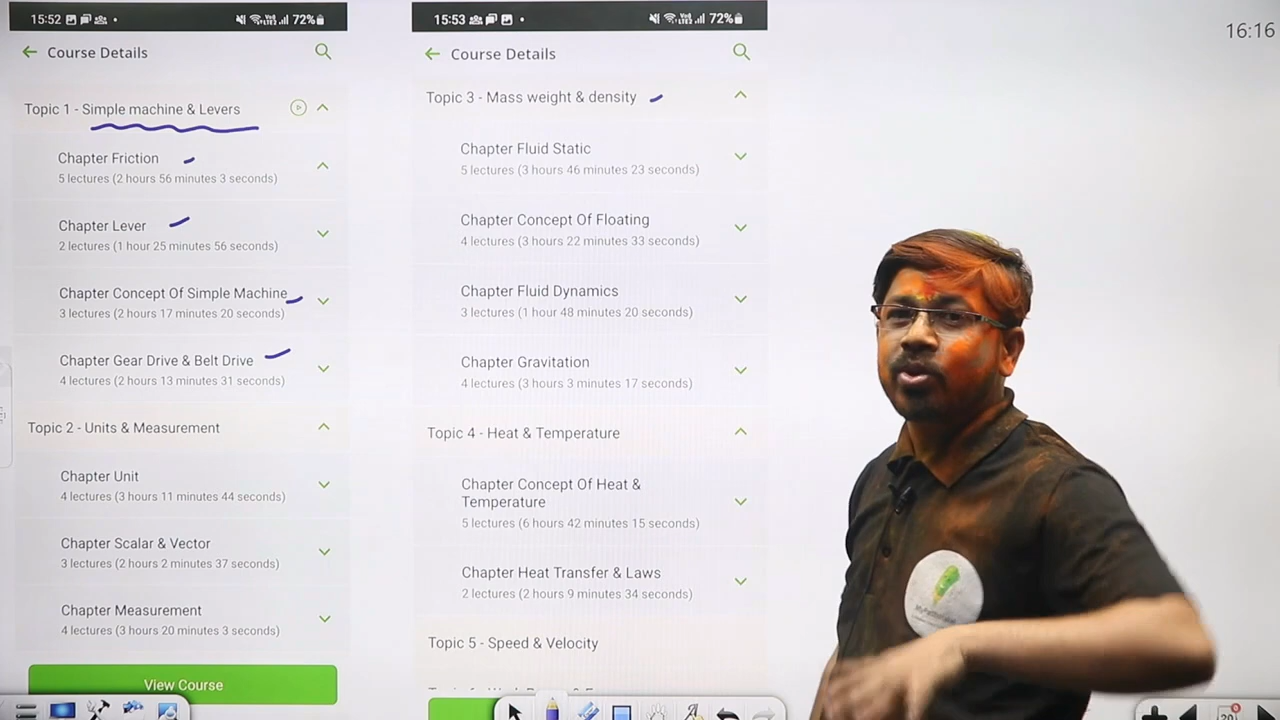 15:52
72%
Course Details
Topic 1 - Simple machine & Levers
Chapter Friction
5 lectures (2 hours 56 minutes 3 seconds)
Chapter Lever
2 lectures (1 hour 25 minutes 56 seconds)
Chapter Concept Of Simple Machine
3 lectures (2 hours 17 minutes 20 seconds)
Chapter Gear Drive & Belt Drive
4 lectures (2 hours 13 minutes 31 seconds)
Topic 2 - Units & Measurement
Chapter Unit
4 lectures (3 hours 11 minutes 44 seconds)
Chapter Scalar & Vector
3 lectures (2 hours 2 minutes 37 seconds)
Chapter Measurement
4 lectures (3 hours 20 minutes 3 seconds)
View Course
15:53
72%
Course Details
Topic 3 - Mass weight & density
Chapter Fluid Static
5 lectures (3 hours 46 minutes 23 seconds)
Chapter Concept Of Floating
4 lectures (3 hours 22 minutes 33 seconds)
Chapter Fluid Dynamics
3 lectures (1 hour 48 minutes 20 seconds)
Chapter Gravitation
4 lectures (3 hours 3 minutes 17 seconds)
Topic 4 - Heat & Temperature
Chapter Concept Of Heat &
Temperature
5 lectures (6 hours 42 minutes 15 seconds)
Chapter Heat Transfer & Laws
2 lectures (2 hours 9 minutes 34 seconds)
Topic 5 - Speed & Velocity
16:16